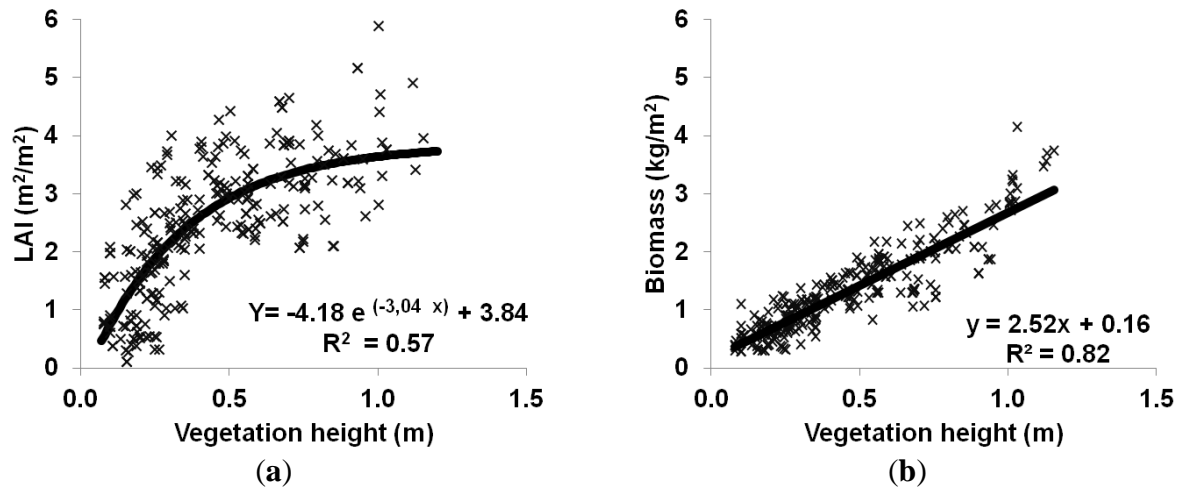 6
5
4
3
2
1
0
LAI (m²/m²)
Y= -4.18 e (-3,04 x) + 3.84
R² = 0.57
0.0 0.5 1.0 1.5
Vegetation height (m)
(a)
6
5
4
3
2
1
0
Biomass (kg/m²)
y = 2.52x + 0.16
R² = 0.82
0.0 0.5 1.0 1.5
Vegetation height (m)
(b)